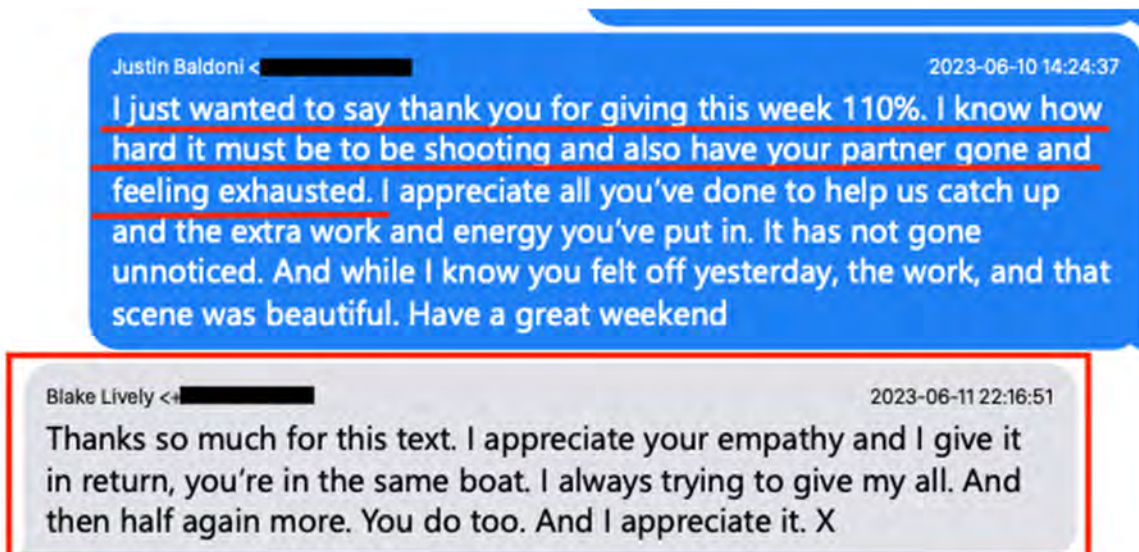 Justin Baldoni < 2023-06-10 14:24:37
I just wanted to say thank you for giving this week 110%. I know how
hard it must be to be shooting and also have your partner gone and
feeling exhausted. I appreciate all you’ve done to help us catch up
and the extra work and energy you’ve put in. It has not gone
unnoticed. And while I know you felt off yesterday, the work, and that
scene was beautiful. Have a great weekend
Blake Lively <+ 2023-06-11 22:16:51
Thanks so much for this text. I appreciate your empathy and I give it
in return, you’re in the same boat. I always trying to give my all. And
then half again more. You do too. And I appreciate it. X